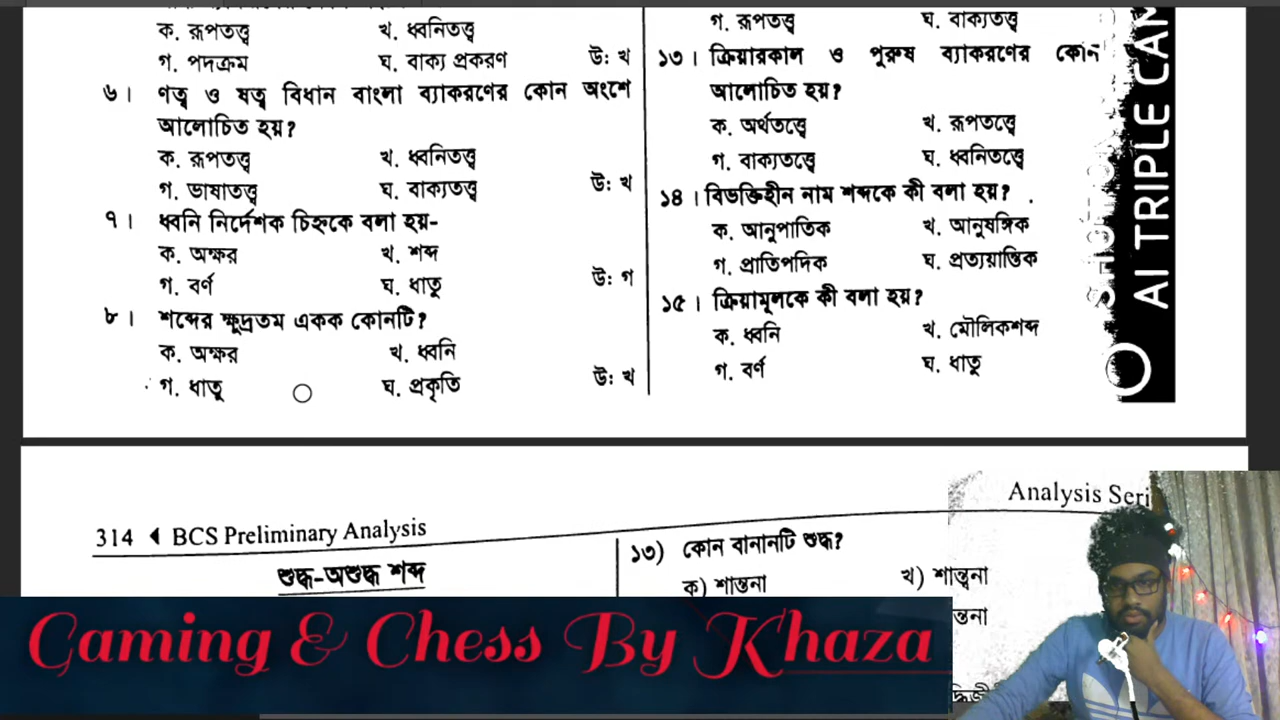 ক. রূপতত্ত্ব খ. ধ্বনিতত্ত্ব
গ. পদক্রম ঘ. বাক্য প্রকরণ উ: খ
৬। ণত্ব ও ষত্ব বিধান বাংলা ব্যাকরণের কোন অংশে
আলোচিত হয়?
ক. রূপতত্ত্ব খ. ধ্বনিতত্ত্ব
গ. ভাষাতত্ত্ব ঘ. বাক্যতত্ত্ব উ: খ
৭। ধ্বনি নির্দেশক চিহ্নকে বলা হয়-
ক. অক্ষর খ. শব্দ
গ. বর্ণ ঘ. ধাতু উ: গ
৮। শব্দের ক্ষুদ্রতম একক কোনটি?
ক. অক্ষর খ. ধ্বনি
গ. ধাতু ঘ. প্রকৃতি উ: খ
গ. রূপতত্ত্ব ঘ. বাক্যতত্ত্ব
১৩। ক্রিয়ারকাল ও পুরুষ ব্যাকরণের কোন
আলোচিত হয়?
ক. অর্থতত্ত্বে খ. রূপতত্ত্বে
গ. বাক্যতত্ত্বে ঘ. ধ্বনিতত্ত্বে
১৪। বিভক্তিহীন নাম শব্দকে কী বলা হয়?
ক. আনুপাতিক খ. আনুষঙ্গিক
গ. প্রাতিপদিক ঘ. প্রত্যয়ান্তিক
১৫। ক্রিয়ামূলকে কী বলা হয়?
ক. ধ্বনি খ. মৌলিকশব্দ
গ. বর্ণ ঘ. ধাতু
AI TRIPLE CAN
Analysis Seri
314 BCS Preliminary Analysis
শুদ্ধ-অশুদ্ধ শব্দ
১৩) কোন বানানটি শুদ্ধ?
ক) শান্তনা খ) শান্ত্বনা
ন্তনা
Gaming & Chess By Khaza